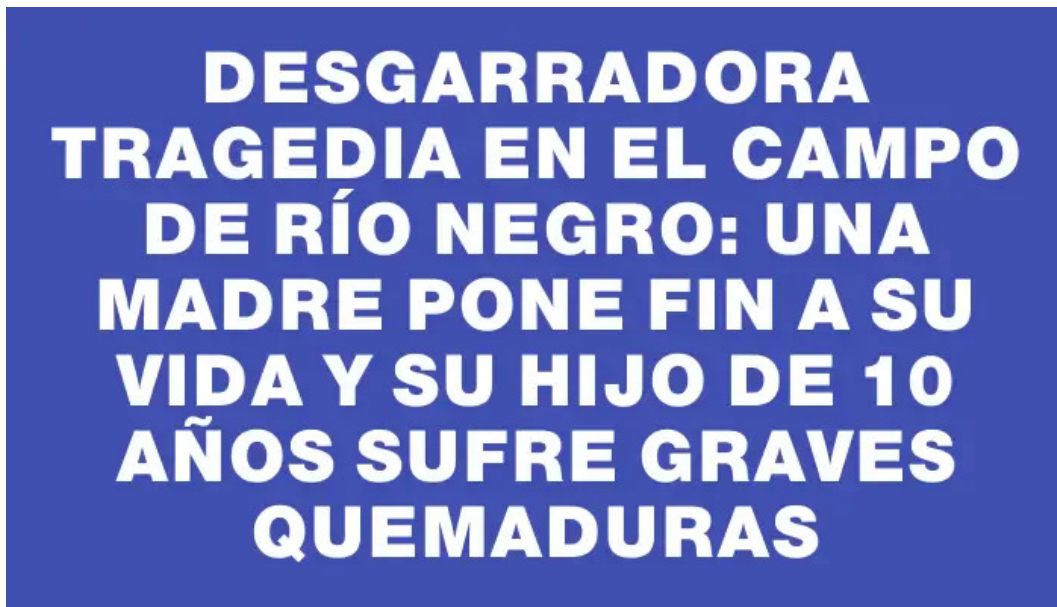 DESGARRADORA
TRAGEDIA EN EL CAMPO
DE RÍO NEGRO: UNA
MADRE PONE FIN A SU
VIDA Y SU HIJO DE 10
AÑOS SUFRE GRAVES
QUEMADURAS